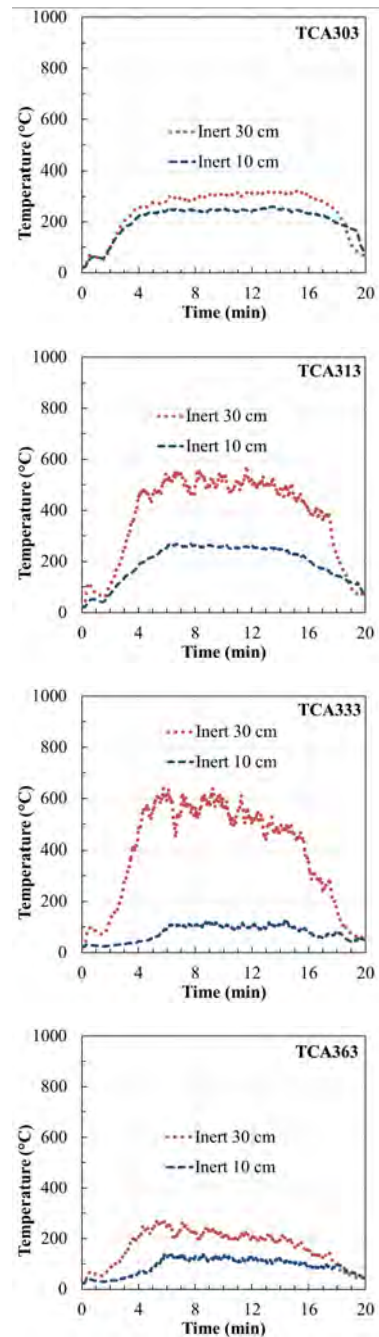 1000
TCA303
800
600
400
200
0
Temperature (°C)
Inert 30 cm
Inert 10 cm
0 4 8 12 16 20
Time (min)
1000
TCA313
800
600
400
200
0
Temperature (°C)
Inert 30 cm
Inert 10 cm
0 4 8 12 16 20
Time (min)
1000
TCA333
800
600
400
200
0
Temperature (°C)
Inert 30 cm
Inert 10 cm
0 4 8 12 16 20
Time (min)
1000
TCA363
800
600
400
200
0
Temperature (°C)
Inert 30 cm
Inert 10 cm
0 4 8 12 16 20
Time (min)